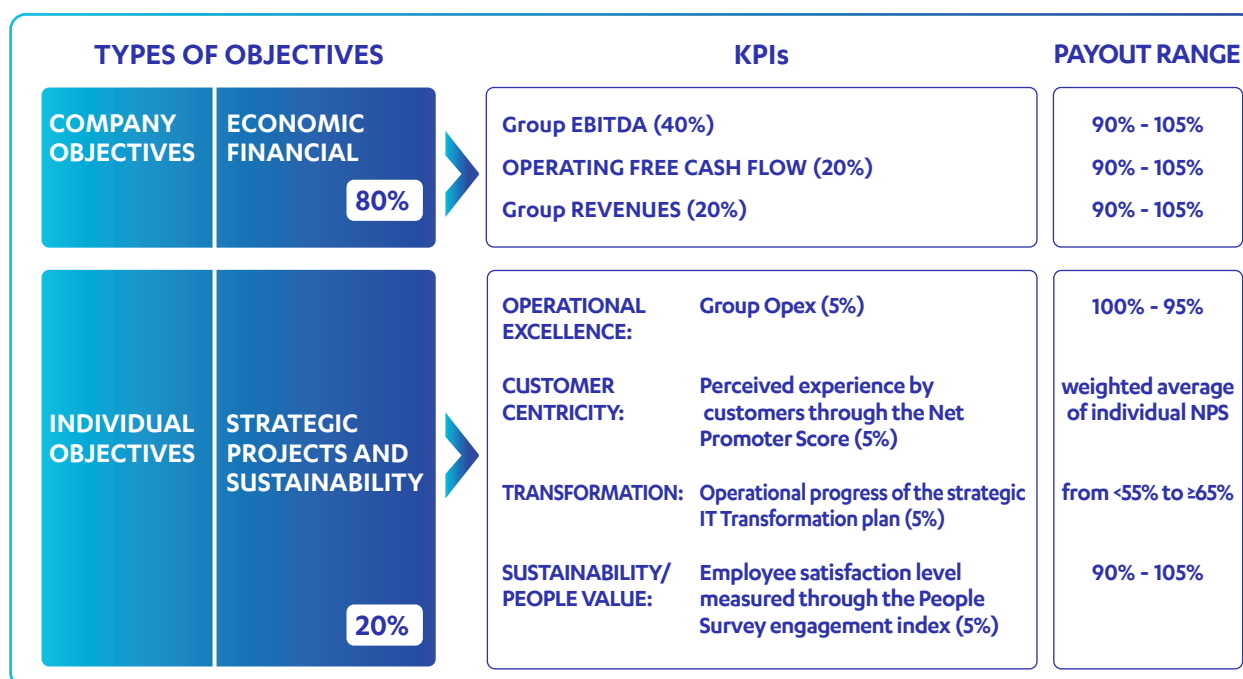 TYPES OF OBJECTIVES
KPIs
PAYOUT RANGE
COMPANY
OBJECTIVES
ECONOMIC
FINANCIAL
80%
Group EBITDA (40%)
90% - 105%
OPERATING FREE CASH FLOW (20%)
90% - 105%
Group REVENUES (20%)
90% - 105%
INDIVIDUAL
OBJECTIVES
STRATEGIC
PROJECTS AND
SUSTAINABILITY
20%
OPERATIONAL
EXCELLENCE:
Group Opex (5%)
100% - 95%
CUSTOMER
CENTRICITY:
Perceived experience by
customers through the Net
Promoter Score (5%)
weighted average
of individual NPS
TRANSFORMATION:
Operational progress of the strategic
IT Transformation plan (5%)
from <55% to ≥65%
SUSTAINABILITY/
PEOPLE VALUE:
Employee satisfaction level
measured through the People
Survey engagement index (5%)
90% - 105%